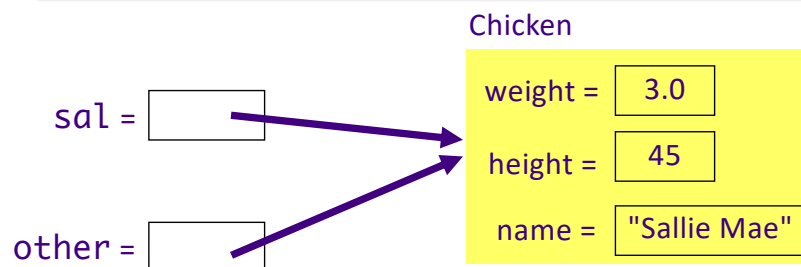 Chicken
sal =
weight = 3.0
height = 45
other =
name = "Sallie Mae"